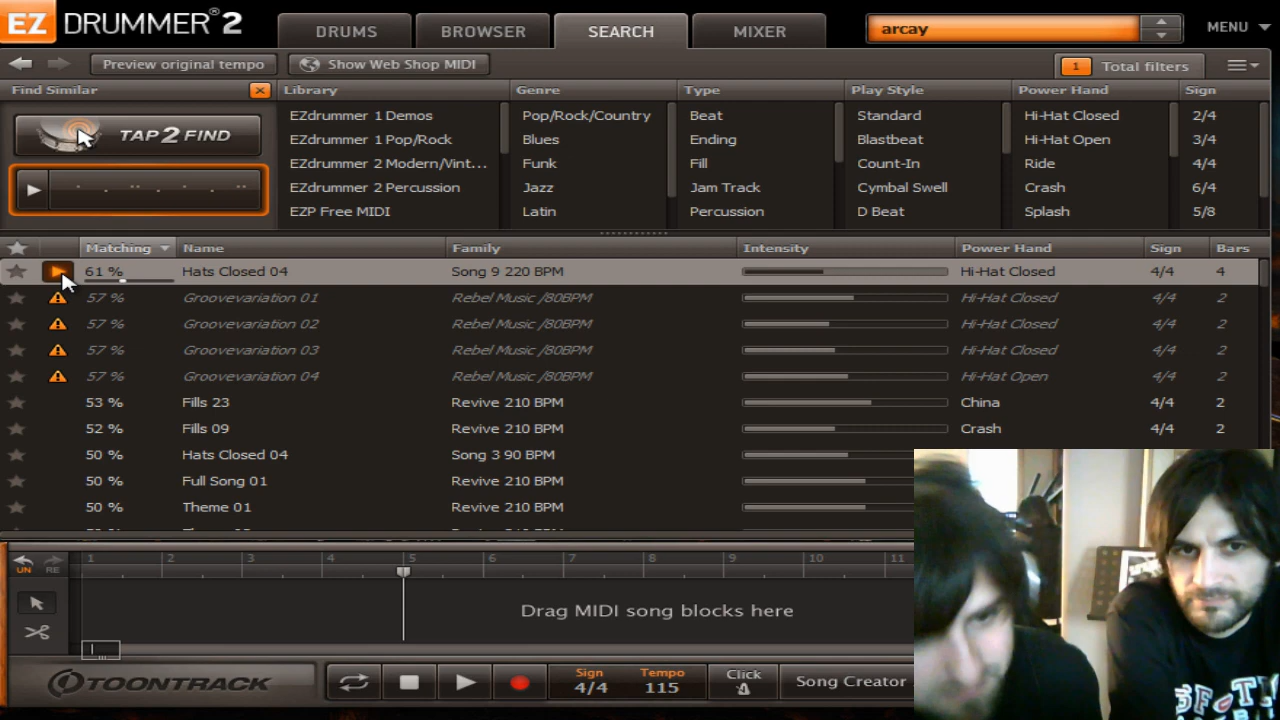 EZ DRUMMER® 2 DRUMS BROWSER SEARCH MIXER arcay MENU
Preview original tempo Show Web Shop MIDI 1 Total filters
Find Similar Library Genre Type Play Style Power Hand Sign
TAP2FIND
EZdrummer 1 Demos Pop/Rock/Country Beat Standard Hi-Hat Closed 2/4
EZdrummer 1 Pop/Rock Blues Ending Blastbeat Hi-Hat Open 3/4
EZdrummer 2 Modern/Vint... Funk Fill Count-In Ride 4/4
EZdrummer 2 Percussion Jazz Jam Track Cymbal Swell Crash 6/4
EZP Free MIDI Latin Percussion D Beat Splash 5/8
Matching Name Family Intensity Power Hand Sign Bars
61 % Hats Closed 04 Song 9 220 BPM Hi-Hat Closed 4/4 4
57 % Groovevariation 01 Rebel Music /80BPM Hi-Hat Closed 4/4 2
57 % Groovevariation 02 Rebel Music /80BPM Hi-Hat Closed 4/4 2
57 % Groovevariation 03 Rebel Music /80BPM Hi-Hat Closed 4/4 2
57 % Groovevariation 04 Rebel Music /80BPM Hi-Hat Open 4/4 2
53 % Fills 23 Revive 210 BPM China 4/4 2
52 % Fills 09 Revive 210 BPM Crash 4/4 2
50 % Hats Closed 04 Song 3 90 BPM
50 % Full Song 01 Revive 210 BPM
50 % Theme 01 Revive 210 BPM
1 2 3 4 5 6 7 8 9 10 11
UN RE
Drag MIDI song blocks here
TOONTRACK Sign 4/4 Tempo 115 Click Song Creator